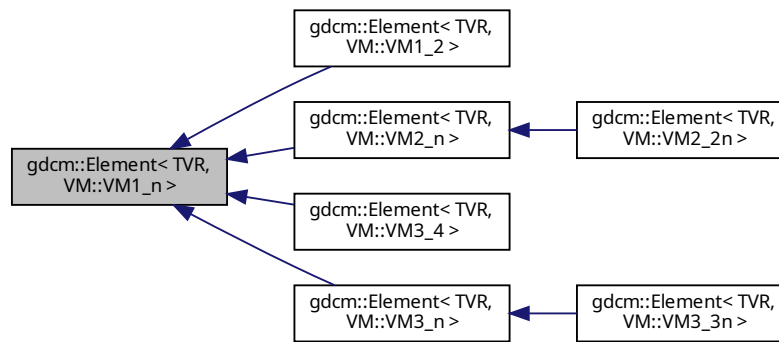 gdcm::Element< TVR,
VM::VM1_2 >
gdcm::Element< TVR,
VM::VM2_n >
gdcm::Element< TVR,
VM::VM2_2n >
gdcm::Element< TVR,
VM::VM1_n >
gdcm::Element< TVR,
VM::VM3_4 >
gdcm::Element< TVR,
VM::VM3_n >
gdcm::Element< TVR,
VM::VM3_3n >